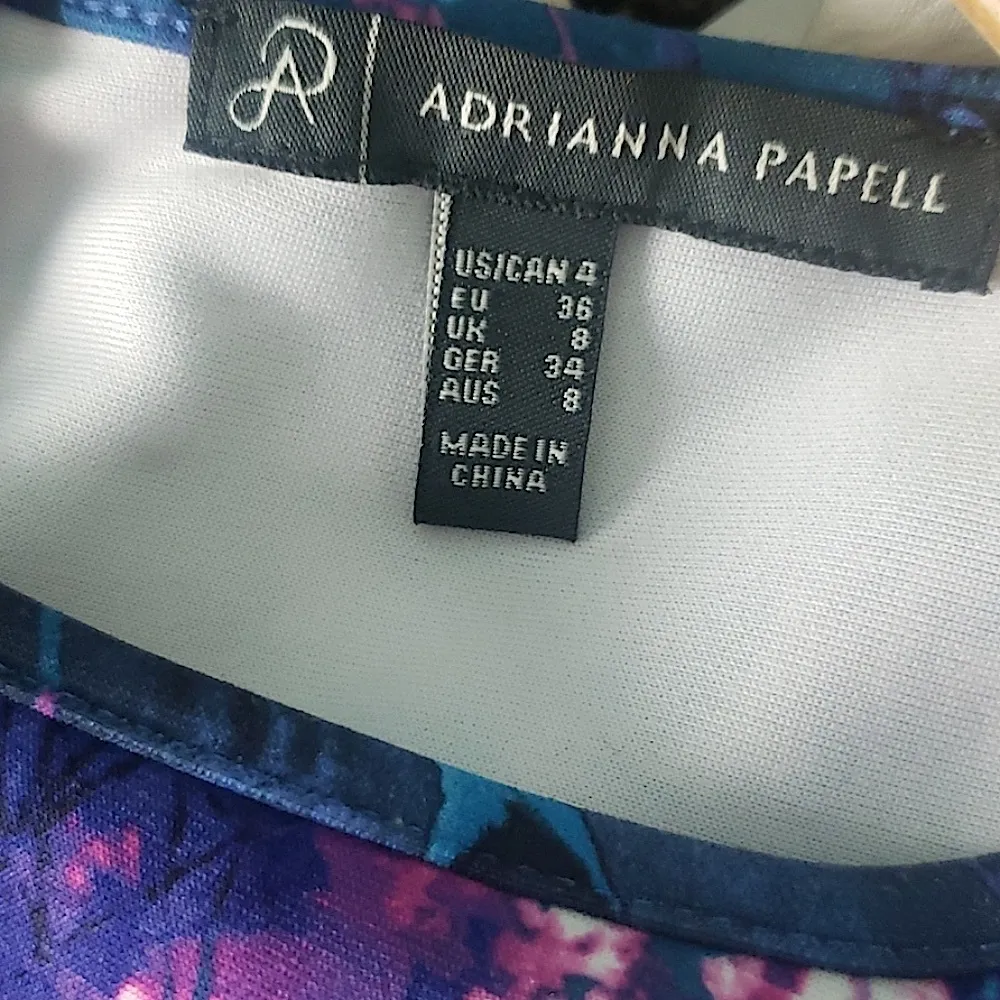 AP
ADRIANNA PAPELL
US/CAN 4
EU 36
UK 8
GER 34
AUS 8
MADE IN
CHINA